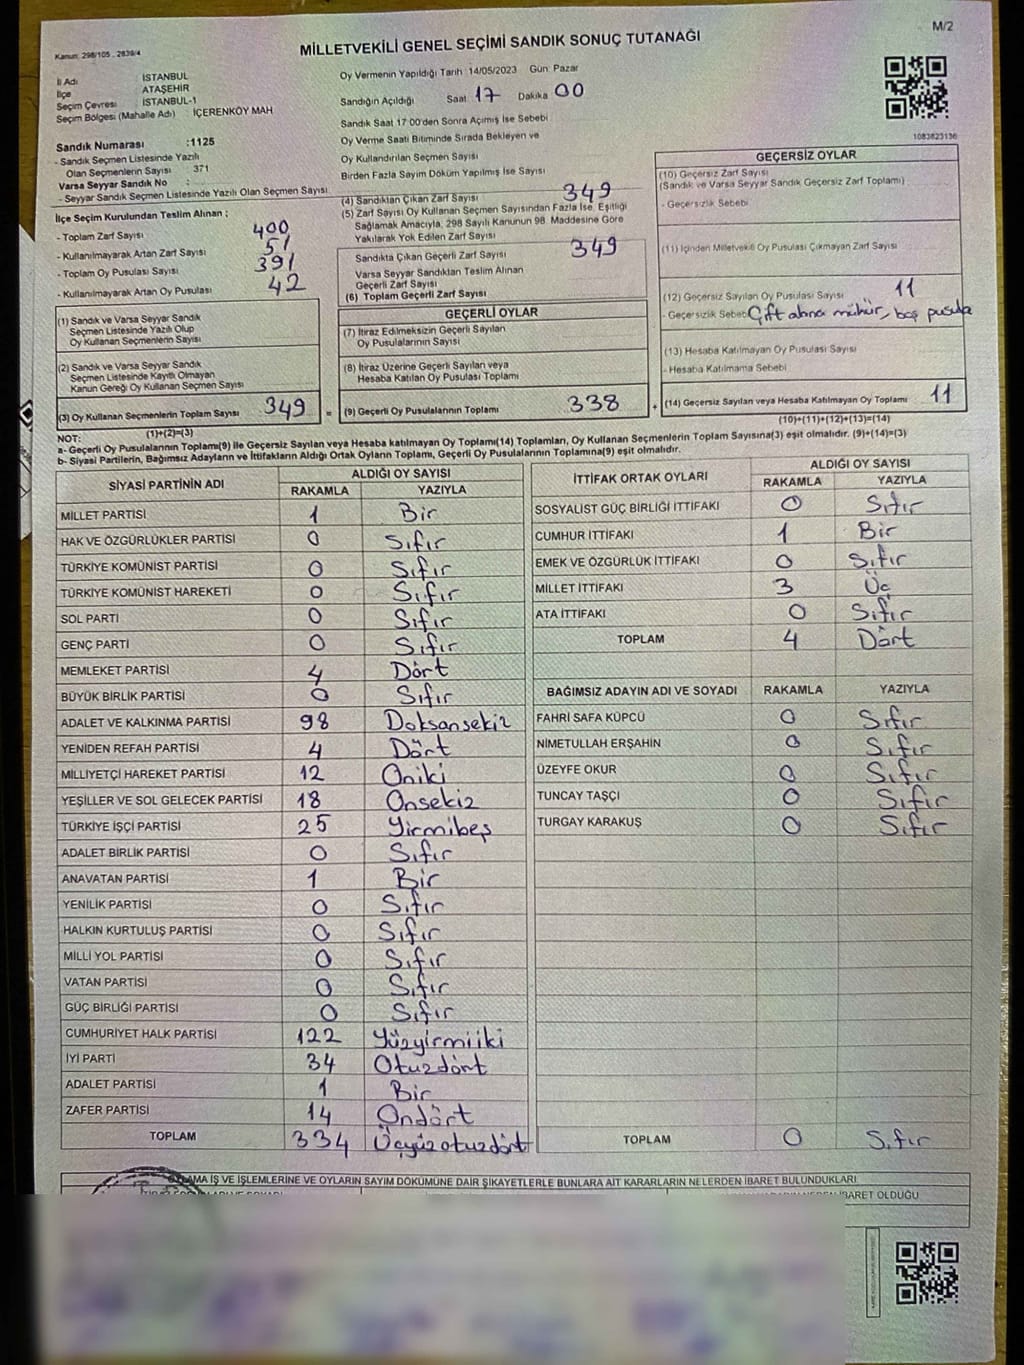 M/2
Kanun: 298/105 , 2839/4
MİLLETVEKİLİ GENEL SEÇİMİ SANDIK SONUÇ TUTANAĞI
İl Adı İSTANBUL
İlçe ATAŞEHİR
Seçim Çevresi İSTANBUL-1
Seçim Bölgesi (Mahalle Adı) İÇERENKÖY MAH
Sandık Numarası :1125
- Sandık Seçmen Listesinde Yazılı
Olan Seçmenlerin Sayısı 371
Varsa Seyyar Sandık No :
- Seyyar Sandık Seçmen Listesinde Yazılı Olan Seçmen Sayısı
Oy Vermenin Yapıldığı Tarih :14/05/2023 Gün: Pazar
Sandığın Açıldığı Saat 17 Dakika 00
Sandık Saat 17:00'den Sonra Açılmış İse Sebebi
Oy Verme Saati Bitiminde Sırada Bekleyen ve
Oy Kullandırılan Seçmen Sayısı
Birden Fazla Sayım Döküm Yapılmış İse Sayısı
1083823136
İlçe Seçim Kurulundan Teslim Alınan ;
- Toplam Zarf Sayısı 400
- Kullanılmayarak Artan Zarf Sayısı 51
- Toplam Oy Pusulası Sayısı 391
- Kullanılmayarak Artan Oy Pusulası 42
(4) Sandıktan Çıkan Zarf Sayısı 349
(5) Zarf Sayısı Oy Kullanan Seçmen Sayısından Fazla İse, Eşitliği
Sağlamak Amacıyla; 298 Sayılı Kanunun 98. Maddesine Göre
Yakılarak Yok Edilen Zarf Sayısı
Sandıkta Çıkan Geçerli Zarf Sayısı 349
Varsa Seyyar Sandıktan Teslim Alınan
Geçerli Zarf Sayısı
(6) Toplam Geçerli Zarf Sayısı
GEÇERSİZ OYLAR
(10) Geçersiz Zarf Sayısı
(Sandık ve Varsa Seyyar Sandık Geçersiz Zarf Toplamı)
- Geçersizlik Sebebi
(11) İçinden Milletvekili Oy Pusulası Çıkmayan Zarf Sayısı
(12) Geçersiz Sayılan Oy Pusulası Sayısı 11
- Geçersizlik Sebebi Çift alana mühür, boş pusula
(13) Hesaba Katılmayan Oy Pusulası Sayısı
- Hesaba Katılmama Sebebi
(14) Geçersiz Sayılan veya Hesaba Katılmayan Oy Toplamı 11
(10)+(11)+(12)+(13)=(14)
(1) Sandık ve Varsa Seyyar Sandık
Seçmen Listesinde Yazılı Olup
Oy Kullanan Seçmenlerin Sayısı
(2) Sandık ve Varsa Seyyar Sandık
Seçmen Listesinde Kayıtlı Olmayan
Kanun Gereği Oy Kullanan Seçmen Sayısı
(3) Oy Kullanan Seçmenlerin Toplam Sayısı 349 =
(1)+(2)=(3)
GEÇERLİ OYLAR
(7) İtiraz Edilmeksizin Geçerli Sayılan
Oy Pusulalarının Sayısı
(8) İtiraz Üzerine Geçerli Sayılan veya
Hesaba Katılan Oy Pusulası Toplamı
(9) Geçerli Oy Pusulalarının Toplamı 338 +
NOT:
a- Geçerli Oy Pusulalarının Toplamı(9) ile Geçersiz Sayılan veya Hesaba katılmayan Oy Toplamı(14) Toplamları, Oy Kullanan Seçmenlerin Toplam Sayısına(3) eşit olmalıdır. (9)+(14)=(3)
b- Siyasi Partilerin, Bağımsız Adayların ve İttifakların Aldığı Ortak Oyların Toplamı, Geçerli Oy Pusulalarının Toplamına(9) eşit olmalıdır.
SİYASİ PARTİNİN ADI ALDIĞI OY SAYISI
RAKAMLA YAZIYLA
MİLLET PARTİSİ 1 Bir
HAK VE ÖZGÜRLÜKLER PARTİSİ 0 Sıfır
TÜRKİYE KOMÜNİST PARTİSİ 0 Sıfır
TÜRKİYE KOMÜNİST HAREKETİ 0 Sıfır
SOL PARTİ 0 Sıfır
GENÇ PARTİ 0 Sıfır
MEMLEKET PARTİSİ 4 Dört
BÜYÜK BİRLİK PARTİSİ 0 Sıfır
ADALET VE KALKINMA PARTİSİ 98 Doksansekiz
YENİDEN REFAH PARTİSİ 4 Dört
MİLLİYETÇİ HAREKET PARTİSİ 12 Oniki
YEŞİLLER VE SOL GELECEK PARTİSİ 18 Onsekiz
TÜRKİYE İŞÇİ PARTİSİ 25 Yirmibeş
ADALET BİRLİK PARTİSİ 0 Sıfır
ANAVATAN PARTİSİ 1 Bir
YENİLİK PARTİSİ 0 Sıfır
HALKIN KURTULUŞ PARTİSİ 0 Sıfır
MİLLİ YOL PARTİSİ 0 Sıfır
VATAN PARTİSİ 0 Sıfır
GÜÇ BİRLİĞİ PARTİSİ 0 Sıfır
CUMHURİYET HALK PARTİSİ 122 Yüzyirmiiki
İYİ PARTİ 34 Otuzdört
ADALET PARTİSİ 1 Bir
ZAFER PARTİSİ 14 Ondört
TOPLAM 334 Üçyüzotuzdört
İTTİFAK ORTAK OYLARI ALDIĞI OY SAYISI
RAKAMLA YAZIYLA
SOSYALİST GÜÇ BİRLİĞİ İTTİFAKI 0 Sıfır
CUMHUR İTTİFAKI 1 Bir
EMEK VE ÖZGÜRLÜK İTTİFAKI 0 Sıfır
MİLLET İTTİFAKI 3 Üç
ATA İTTİFAKI 0 Sıfır
TOPLAM 4 Dört
BAĞIMSIZ ADAYIN ADI VE SOYADI RAKAMLA YAZIYLA
FAHRİ SAFA KÜPCÜ 0 Sıfır
NİMETULLAH ERŞAHİN 0 Sıfır
ÜZEYFE OKUR 0 Sıfır
TUNCAY TAŞÇI 0 Sıfır
TURGAY KARAKUŞ 0 Sıfır
TOPLAM 0 Sıfır
İŞ VE İŞLEMLERİNE VE OYLARIN SAYIM DÖKÜMÜNE DAİR ŞİKAYETLERLE BUNLARA AİT KARARLARIN NELERDEN İBARET BULUNDUKLARI
OLDUĞU